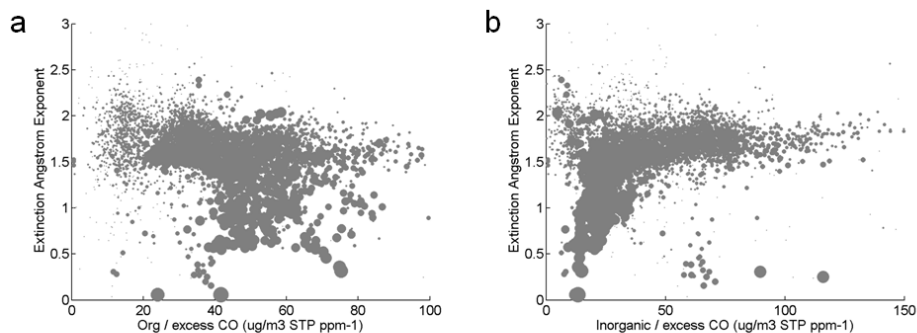 a
b
3
2.5
2
1.5
1
0.5
0
Extinction Angstrom Exponent
0 20 40 60 80 100
Org / excess CO (ug/m3 STP ppm-1)
3
2.5
2
1.5
1
0.5
0
Extinction Angstrom Exponent
0 50 100 150
Inorganic / excess CO (ug/m3 STP ppm-1)